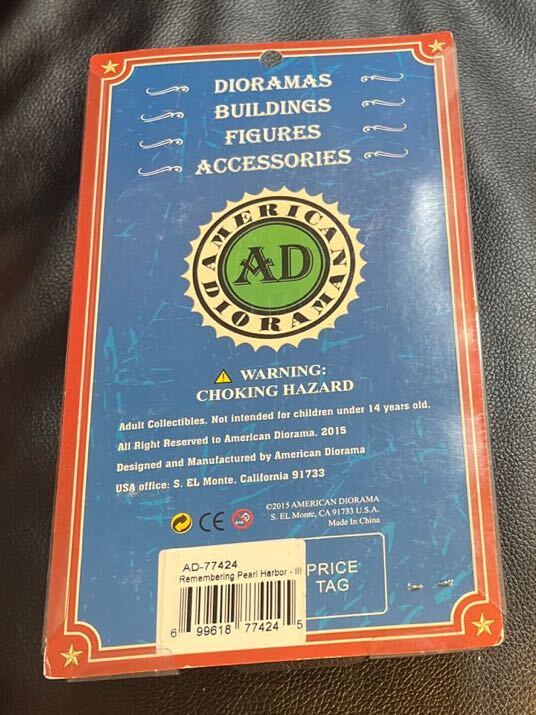 DIORAMAS
BUILDINGS
FIGURES
ACCESSORIES
AMERICAN
AD
DIORAMA
WARNING:
CHOKING HAZARD
Adult Collectibles. Not intended for children under 14 years old.
All Right Reserved to American Diorama. 2015
Designed and Manufactured by American Diorama
USA office: S. EL Monte. California 91733
©2015 AMERICAN DIORAMA
S. EL Monte, CA 91733 U.S.A.
Made in China
CE
AD-77424
Remembering Pearl Harbor - III
6 99618 77424 5
PRICE
TAG